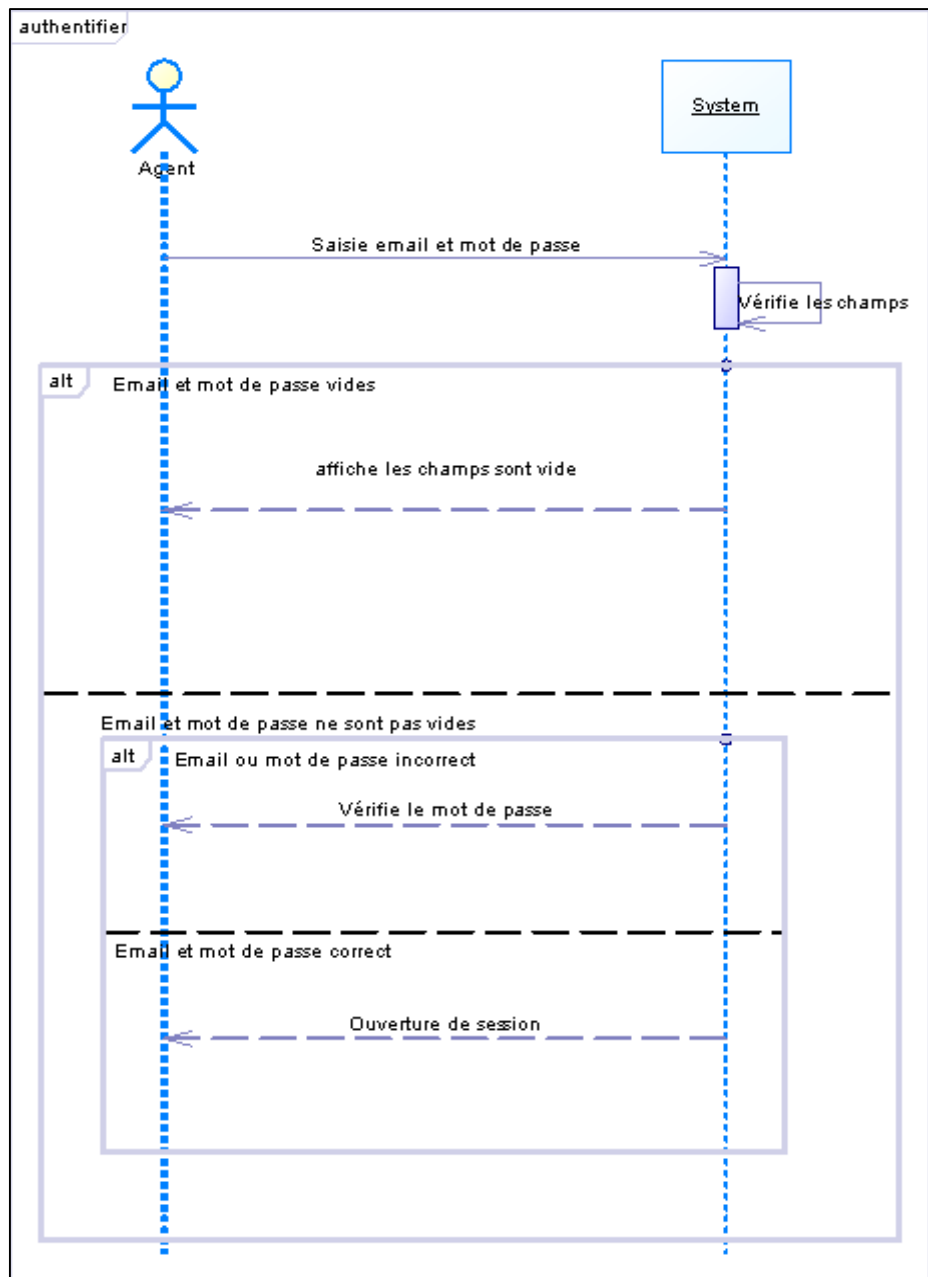 authentifier
System
Agent
Saisie email et mot de passe
Vérifie les champs
alt
Email et mot de passe vides
affiche les champs sont vide
Email et mot de passe ne sont pas vides
alt
Email ou mot de passe incorrect
Vérifie le mot de passe
Email et mot de passe correct
Ouverture de session